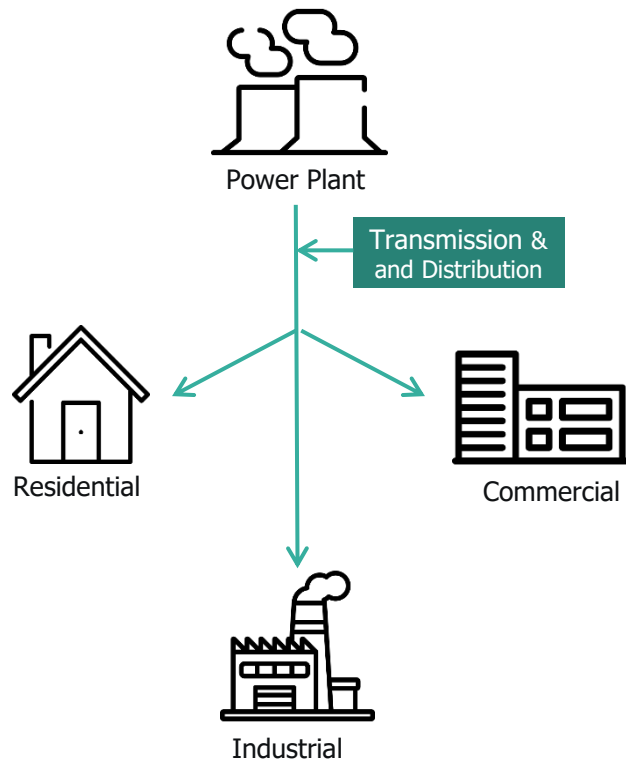 Power Plant
Transmission &
and Distribution
Residential
Commercial
Industrial